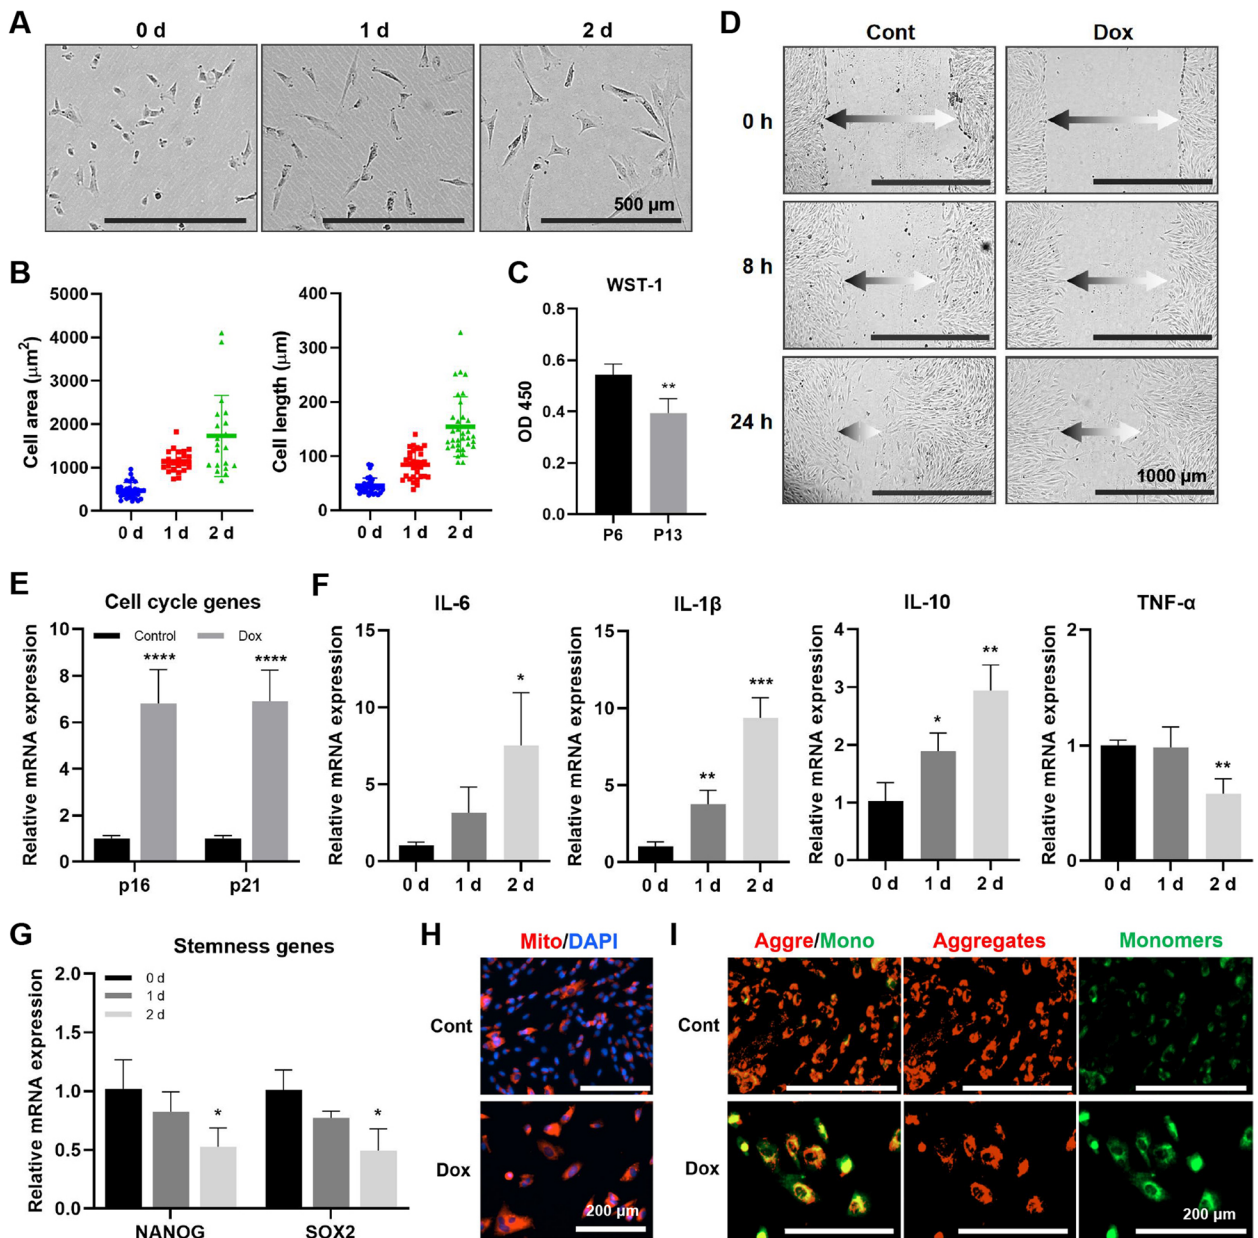 A
0 d
1 d
2 d
500 μm
B
Cell area (μm²)
5000
4000
3000
2000
1000
0
0 d
1 d
2 d
Cell length (μm)
400
300
200
100
0
0 d
1 d
2 d
C
WST-1
OD 450
0.8
0.6
0.4
0.2
0.0
**
P6
P13
D
Cont
Dox
0 h
8 h
24 h
1000 μm
E
Cell cycle genes
Control
Dox
Relative mRNA expression
10
8
6
4
2
0
****
****
p16
p21
F
IL-6
Relative mRNA expression
15
10
5
0
*
0 d
1 d
2 d
IL-1β
Relative mRNA expression
15
10
5
0
**
***
0 d
1 d
2 d
IL-10
Relative mRNA expression
4
3
2
1
0
*
**
0 d
1 d
2 d
TNF-α
Relative mRNA expression
2
1
0
**
0 d
1 d
2 d
G
Stemness genes
0 d
1 d
2 d
Relative mRNA expression
2.0
1.5
1.0
0.5
0.0
*
*
NANOG
SOX2
H
Mito/DAPI
Cont
Dox
200 μm
I
Aggre/Mono
Aggregates
Monomers
Cont
Dox
200 μm